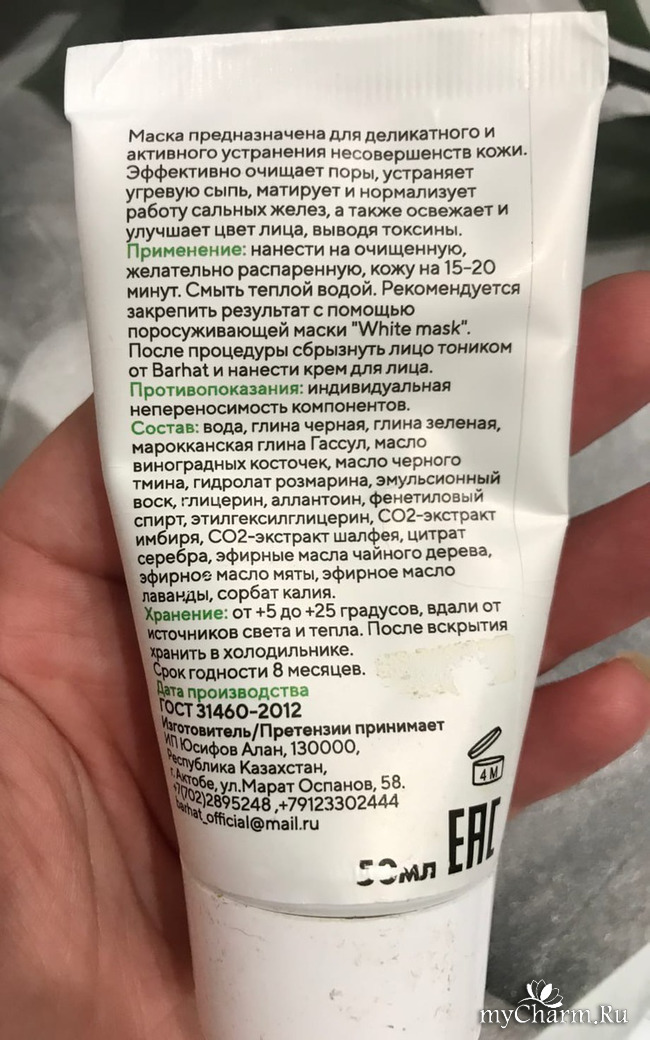 Маска предназначена для деликатного и
активного устранения несовершенств кожи.
Эффективно очищает поры, устраняет
угревую сыпь, матирует и нормализует
работу сальных желез, а также освежает и
улучшает цвет лица, выводя токсины.
Применение: нанести на очищенную,
желательно распаренную, кожу на 15-20
минут. Смыть теплой водой. Рекомендуется
закрепить результат с помощью
поросуживающей маски "White mask".
После процедуры сбрызнуть лицо тоником
от Barhat и нанести крем для лица.
Противопоказания: индивидуальная
непереносимость компонентов.
Состав: вода, глина черная, глина зеленая,
марокканская глина Гассул, масло
виноградных косточек, масло черного
тмина, гидролат розмарина, эмульсионный
воск, глицерин, аллантоин, фенетиловый
спирт, этилгексилглицерин, СО2-экстракт
имбиря, СО2-экстракт шалфея, цитрат
серебра, эфирные масла чайного дерева,
эфирное масло мяты, эфирное масло
лаванды, сорбат калия.
Хранение: от +5 до +25 градусов, вдали от
источников света и тепла. После вскрытия
хранить в холодильнике.
Срок годности 8 месяцев.
Дата производства
ГОСТ 31460-2012
Изготовитель/Претензии принимает
ИП Юсифов Алан, 130000,
Республика Казахстан,
г.Актобе, ул.Марат Оспанов, 58.
+7(702)2895248 ,+79123302444
barhat_official@mail.ru
4 M
50мл
EAC
myCharm.Ru